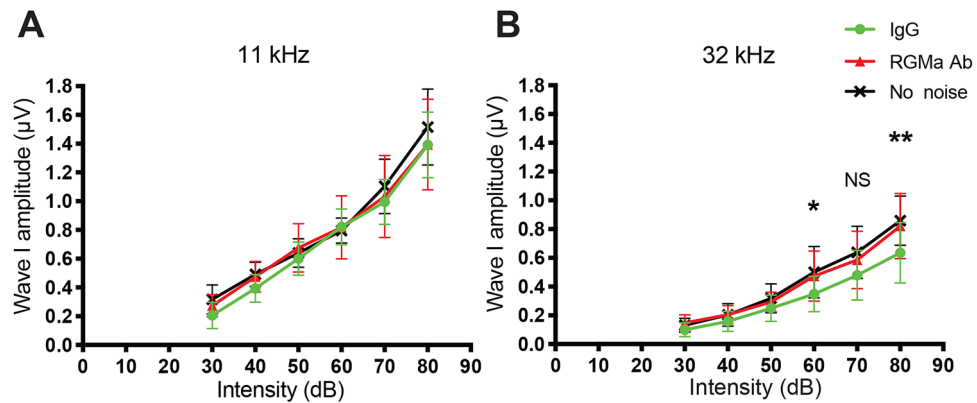 A
11 kHz
Wave I amplitude (μV)
1.8
1.6
1.4
1.2
1.0
0.8
0.6
0.4
0.2
0.0
0 10 20 30 40 50 60 70 80 90
Intensity (dB)
B
32 kHz
IgG
RGMa Ab
No noise
Wave I amplitude (μV)
1.8
1.6
1.4
1.2
1.0
0.8
0.6
0.4
0.2
0.0
**
NS
*
0 10 20 30 40 50 60 70 80 90
Intensity (dB)